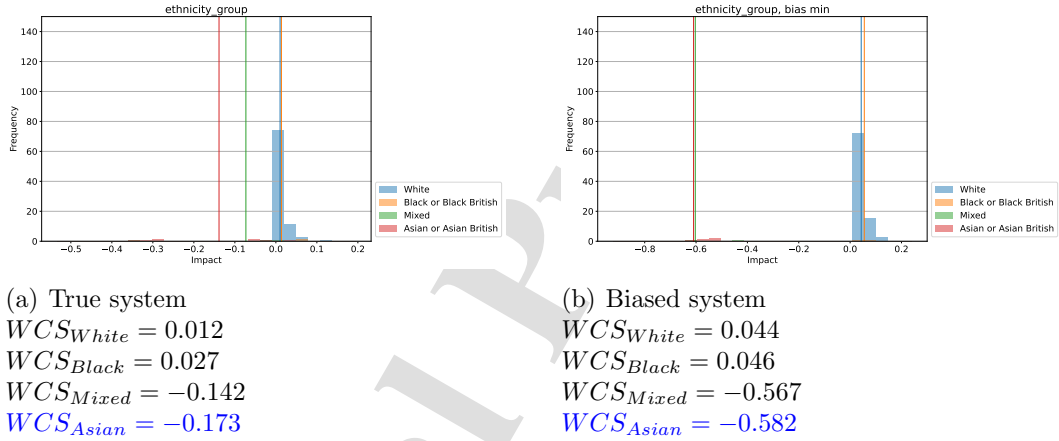 ethnicity_group
140
120
100
80
60
40
20
0
Frequency
−0.5 −0.4 −0.3 −0.2 −0.1 0.0 0.1 0.2
Impact
White
Black or Black British
Mixed
Asian or Asian British
(a) True system
WCS_White = 0.012
WCS_Black = 0.027
WCS_Mixed = −0.142
WCS_Asian = −0.173
ethnicity_group, bias min
140
120
100
80
60
40
20
0
Frequency
−0.8 −0.6 −0.4 −0.2 0.0 0.2
Impact
White
Black or Black British
Mixed
Asian or Asian British
(b) Biased system
WCS_White = 0.044
WCS_Black = 0.046
WCS_Mixed = −0.567
WCS_Asian = −0.582